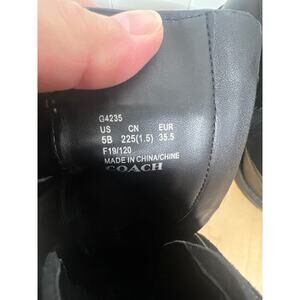 G4235
US CN EUR
5B 225(1.5) 35.5
F19/120
MADE IN CHINA/CHINE
COACH